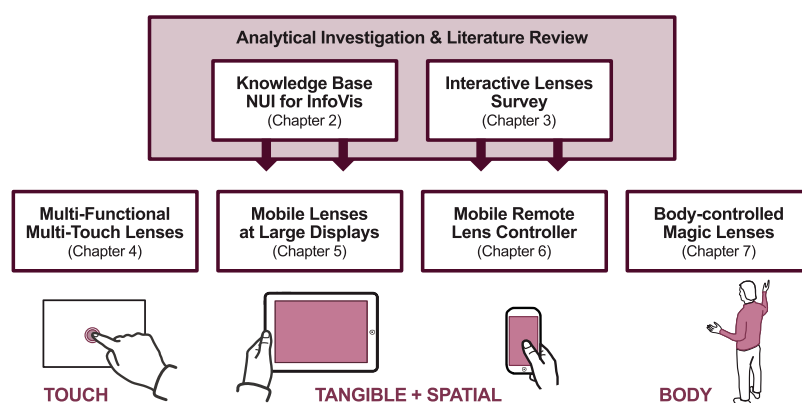 Analytical Investigation & Literature Review
Knowledge Base
NUI for InfoVis
(Chapter 2)
Interactive Lenses
Survey
(Chapter 3)
Multi-Functional
Multi-Touch Lenses
(Chapter 4)
Mobile Lenses
at Large Displays
(Chapter 5)
Mobile Remote
Lens Controller
(Chapter 6)
Body-controlled
Magic Lenses
(Chapter 7)
TOUCH
TANGIBLE + SPATIAL
BODY